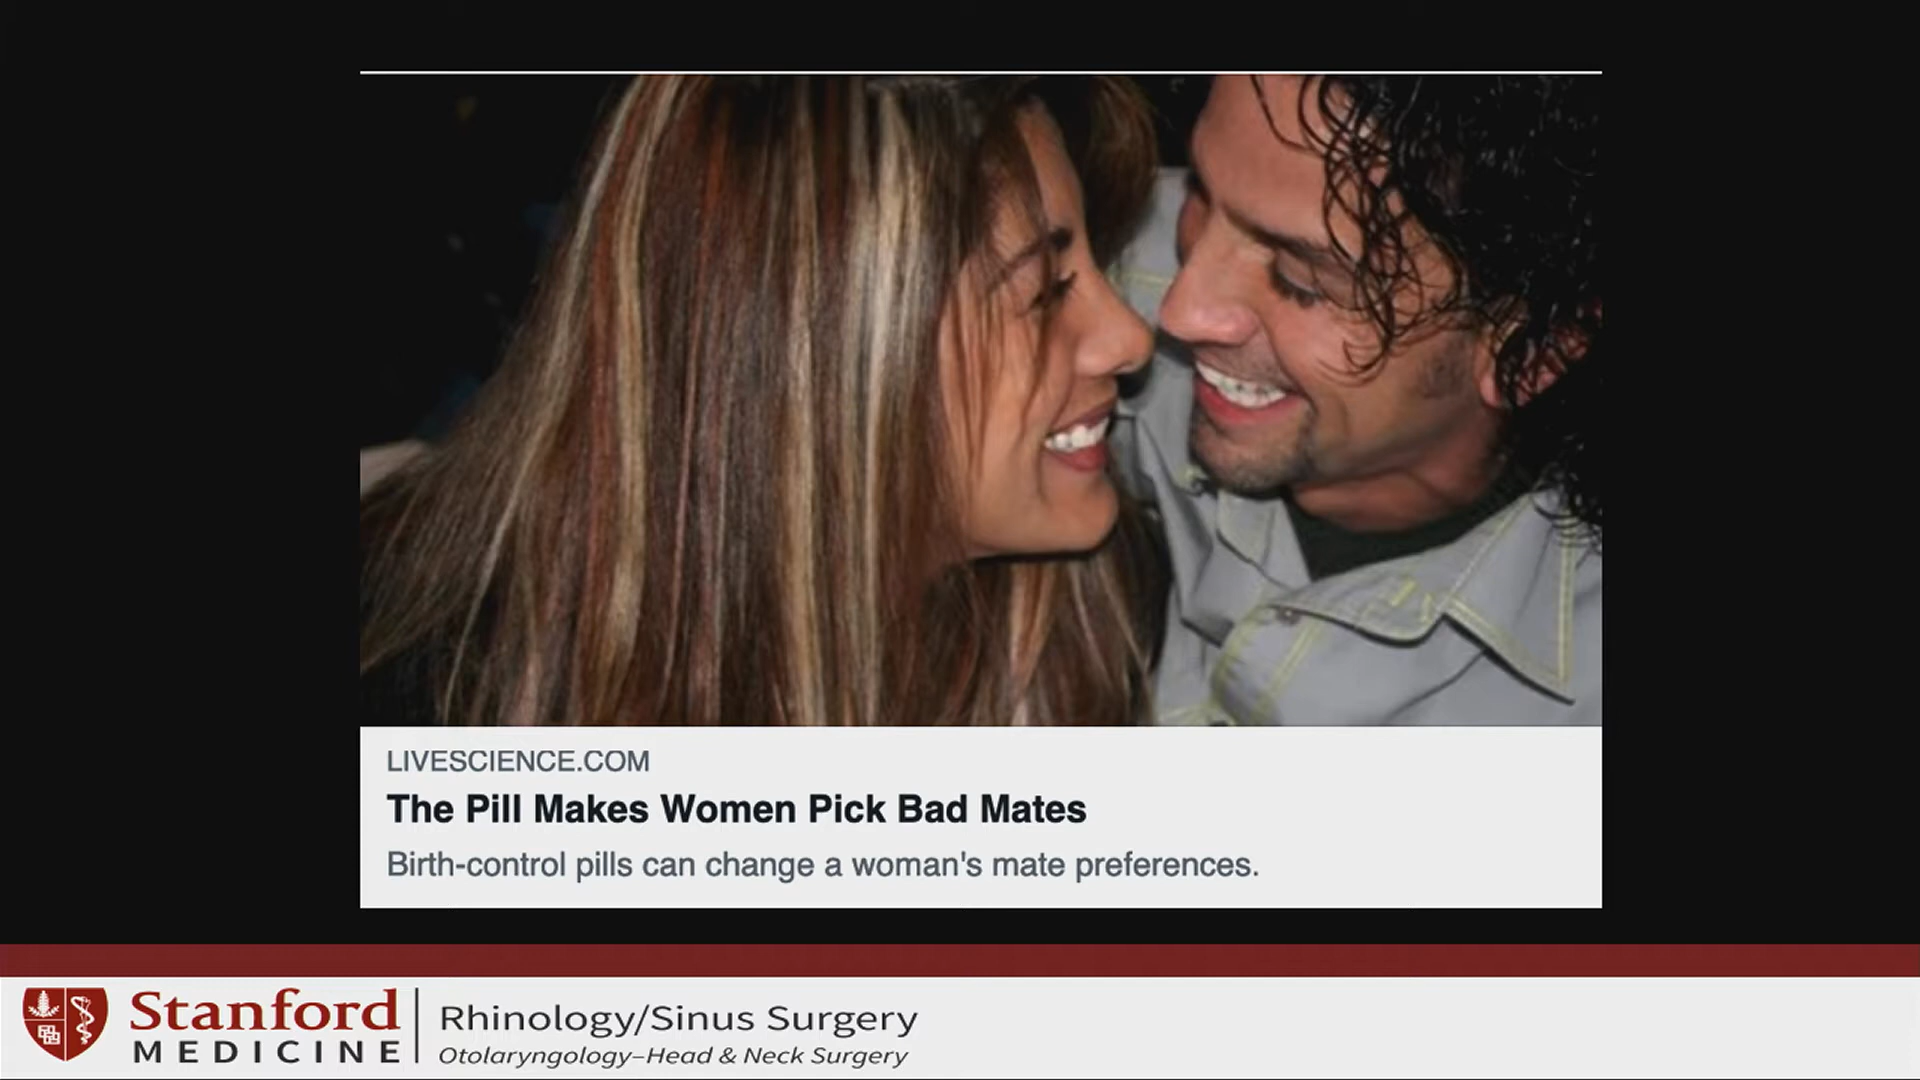 LIVESCIENCE.COM
The Pill Makes Women Pick Bad Mates
Birth-control pills can change a woman's mate preferences.
Stanford
MEDICINE
Rhinology/Sinus Surgery
Otolaryngology–Head & Neck Surgery